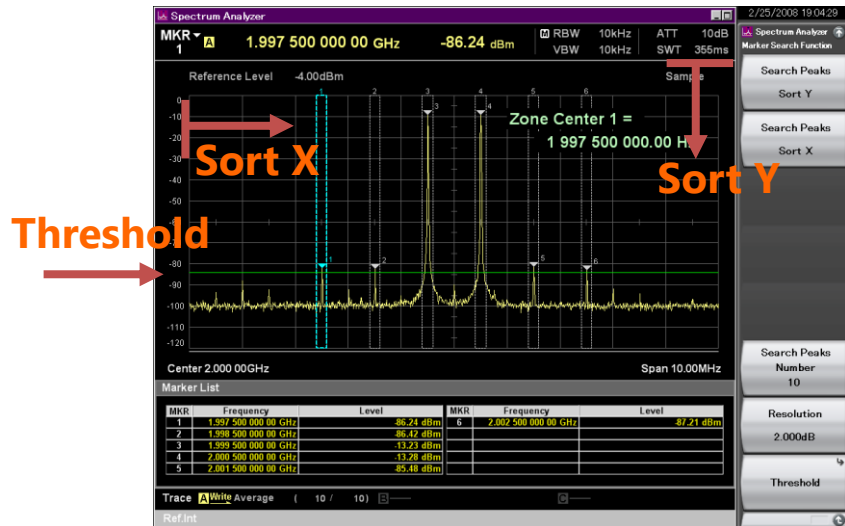 Spectrum Analyzer
2/25/2008 19:04:29
MKR 1 A 1.997 500 000 00 GHz -86.24 dBm
M RBW 10kHz ATT 10dB
VBW 10kHz SWT 355ms
Spectrum Analyzer
Marker Search Function
Reference Level -4.00dBm Sample
Search Peaks
Sort Y
Search Peaks
Sort X
1 2 3 4 5 6
Zone Center 1 =
1 997 500 000.00 H
Sort X
Sort Y
Threshold
0
-10
-20
-30
-40
-50
-70
-80
-90
-100
-110
-120
3 4
1 2 5 6
Center 2.000 00GHz Span 10.00MHz
Search Peaks
Number
10
Resolution
2.000dB
Threshold
Marker List
MKR Frequency Level MKR Frequency Level
1 1.997 500 000 00 GHz -86.24 dBm 6 2.002 500 000 00 GHz -87.21 dBm
2 1.998 500 000 00 GHz -86.42 dBm
3 1.999 500 000 00 GHz -13.23 dBm
4 2.000 500 000 00 GHz -13.28 dBm
5 2.001 500 000 00 GHz -85.48 dBm
Trace A Write Average ( 10 / 10) B C
Ref.Int